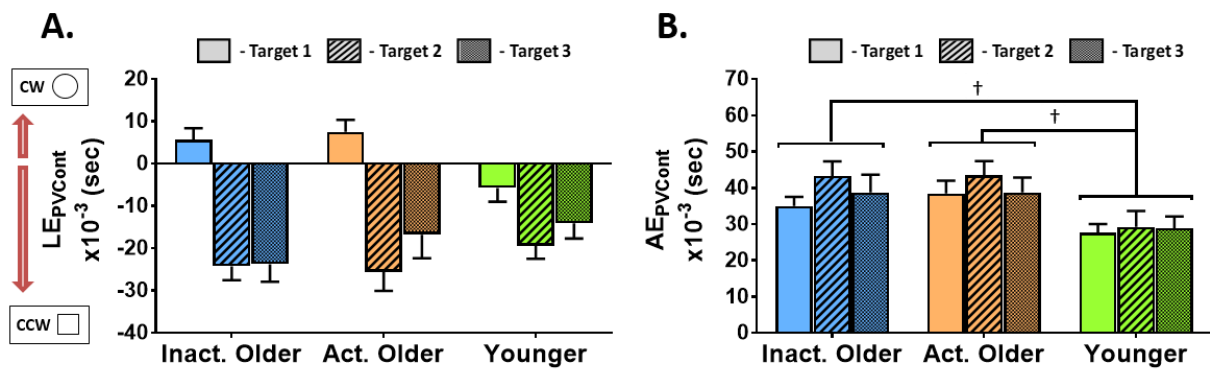 A.
- Target 1 - Target 2 - Target 3
CW
CCW
LE_PVCont
x10^-3 (sec)
20
10
0
-10
-20
-30
-40
Inact. Older Act. Older Younger
B.
- Target 1 - Target 2 - Target 3
AE_PVCont
x10^-3 (sec)
70
60
50
40
30
20
10
0
†
†
Inact. Older Act. Older Younger